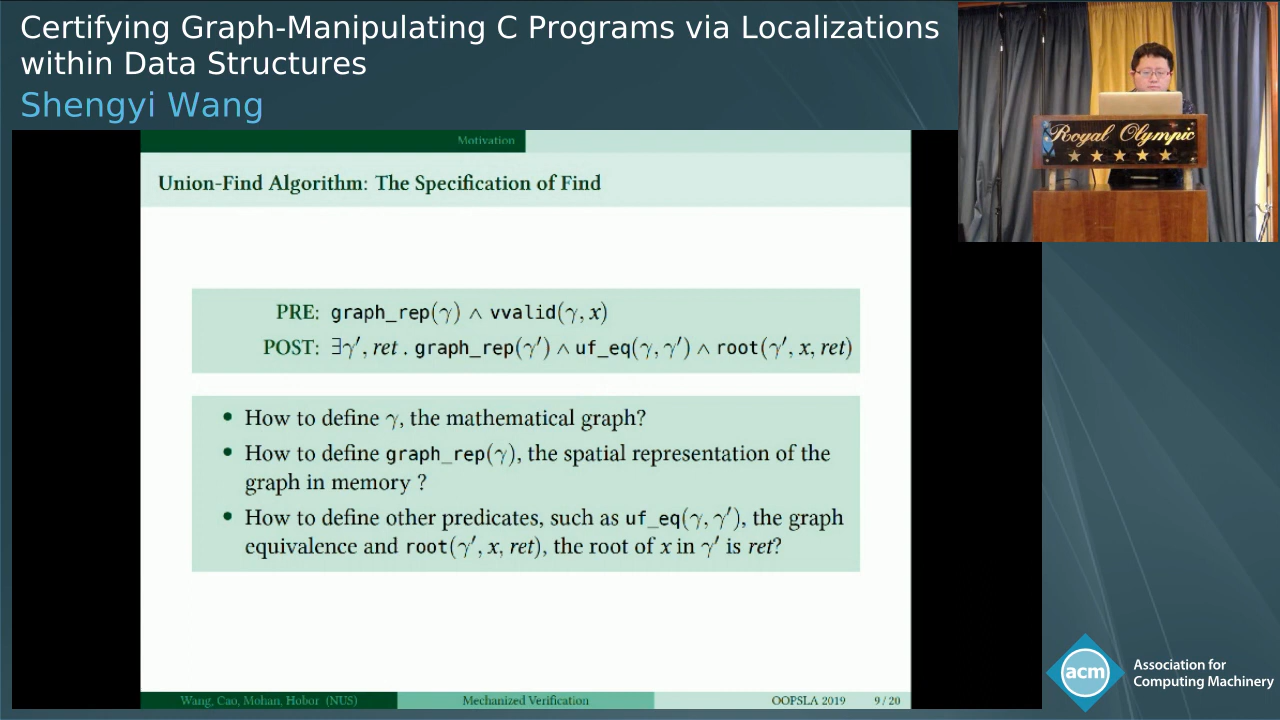 Certifying Graph-Manipulating C Programs via Localizations
within Data Structures
Shengyi Wang
Royal Olympic
Motivation
Union-Find Algorithm: The Specification of Find
PRE: graph_rep(γ) ∧ vvalid(γ, x)
POST: ∃γ′, ret . graph_rep(γ′) ∧ uf_eq(γ, γ′) ∧ root(γ′, x, ret)
• How to define γ, the mathematical graph?
• How to define graph_rep(γ), the spatial representation of the
graph in memory ?
• How to define other predicates, such as uf_eq(γ, γ′), the graph
equivalence and root(γ′, x, ret), the root of x in γ′ is ret?
Wang, Cao, Mohan, Hobor (NUS) Mechanized Verification OOPSLA 2019 9 / 20
acm
Association for
Computing Machinery